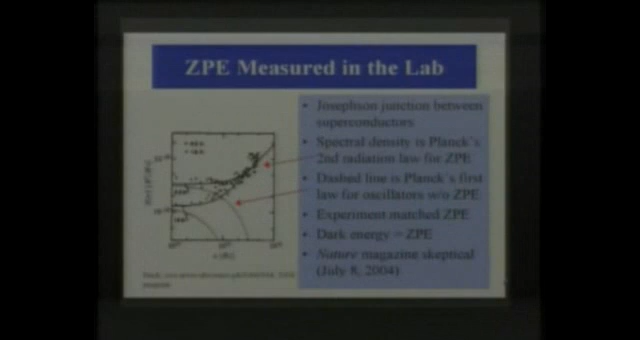 ZPE Measured in the Lab
• Josephson junction between
superconductors
• Spectral density is Planck's
2nd radiation law for ZPE
• Dashed line is Planck's first
law for oscillators w/o ZPE
• Experiment matched ZPE
• Dark energy = ZPE
• Nature magazine skeptical
(July 8, 2004)